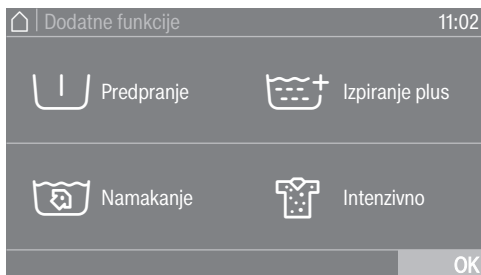 Dodatne funkcije 11:02
Predpranje Izpiranje plus
Namakanje Intenzivno
OK